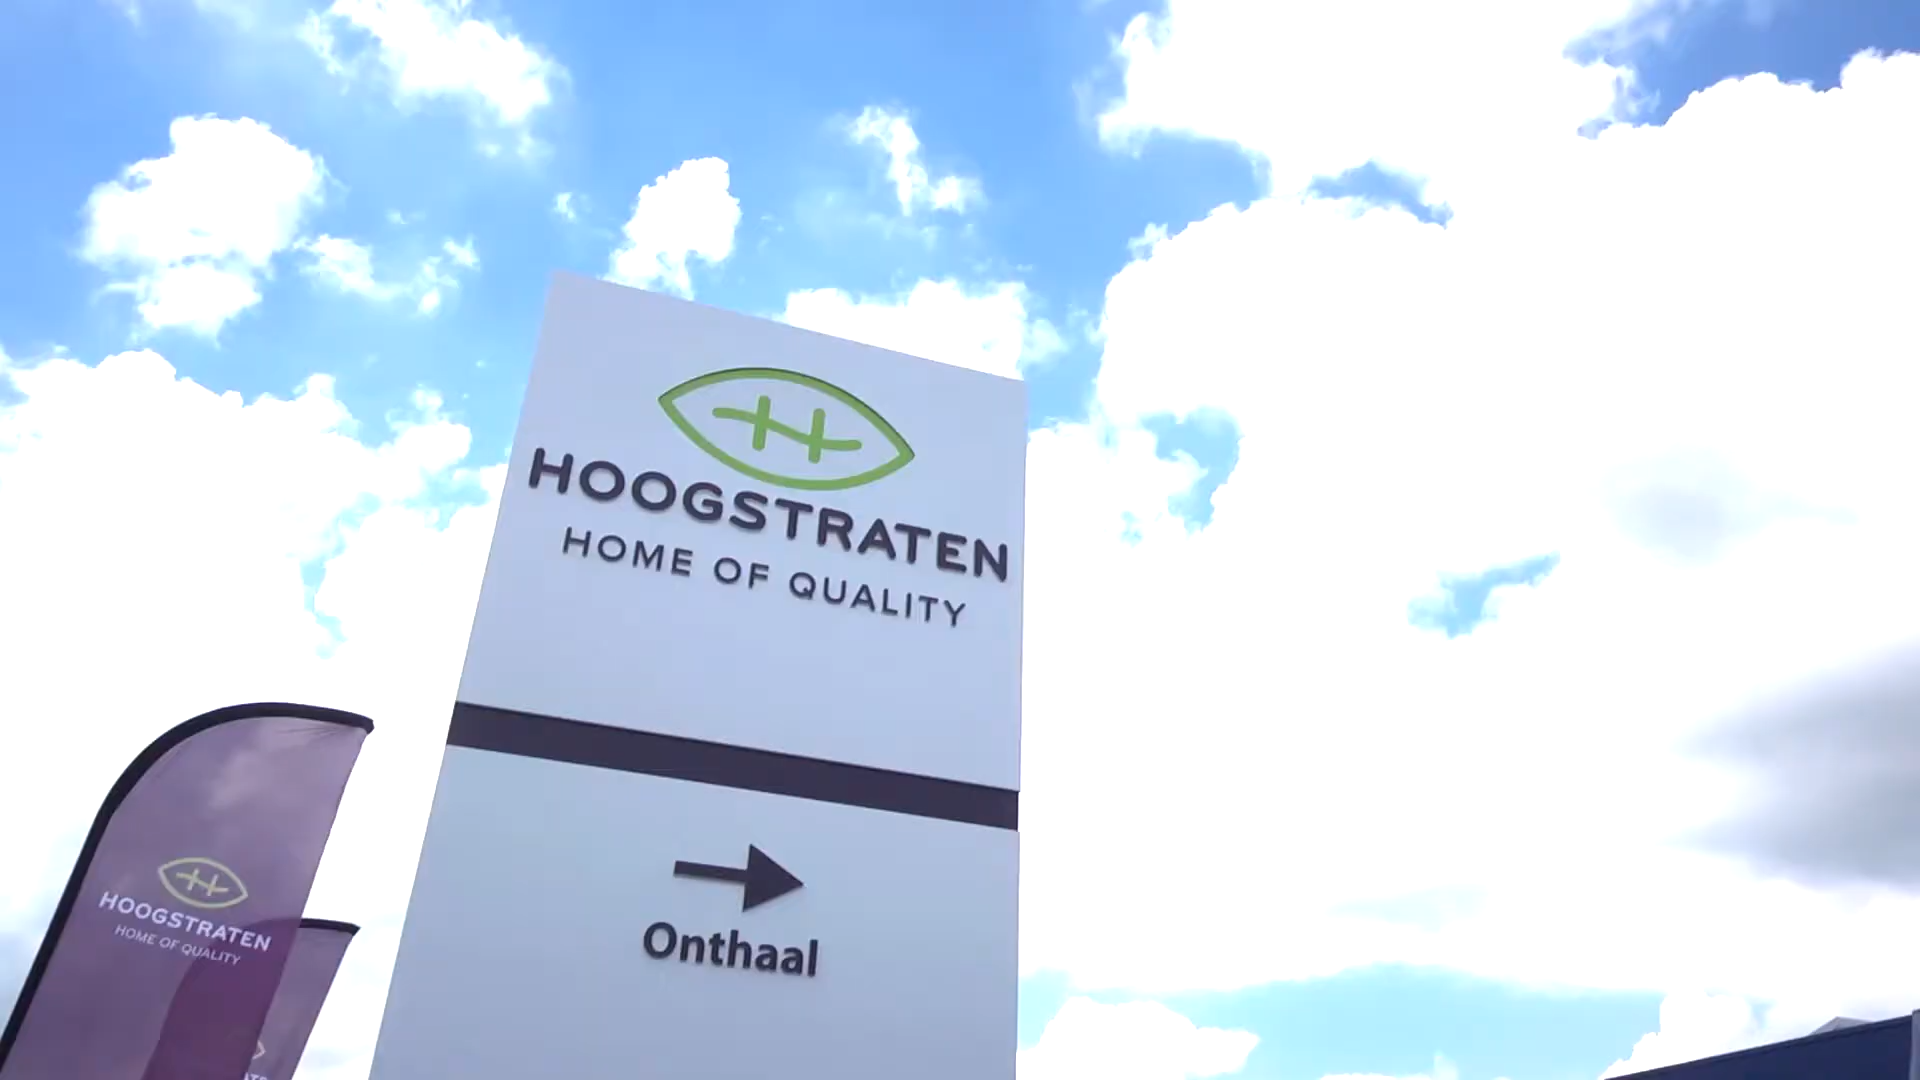 HOOGSTRATEN
HOME OF QUALITY
Onthaal
HOOGSTRATEN
HOME OF QUALITY